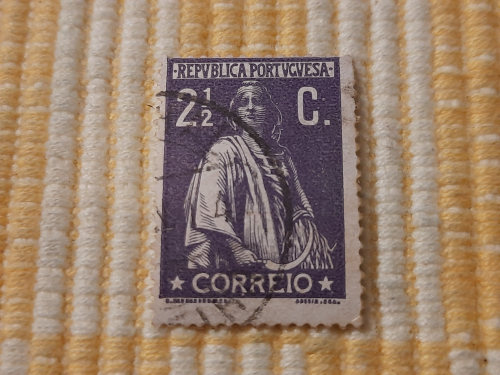 REPVBLICA PORTVGVESA
2½ C.
CORREIO